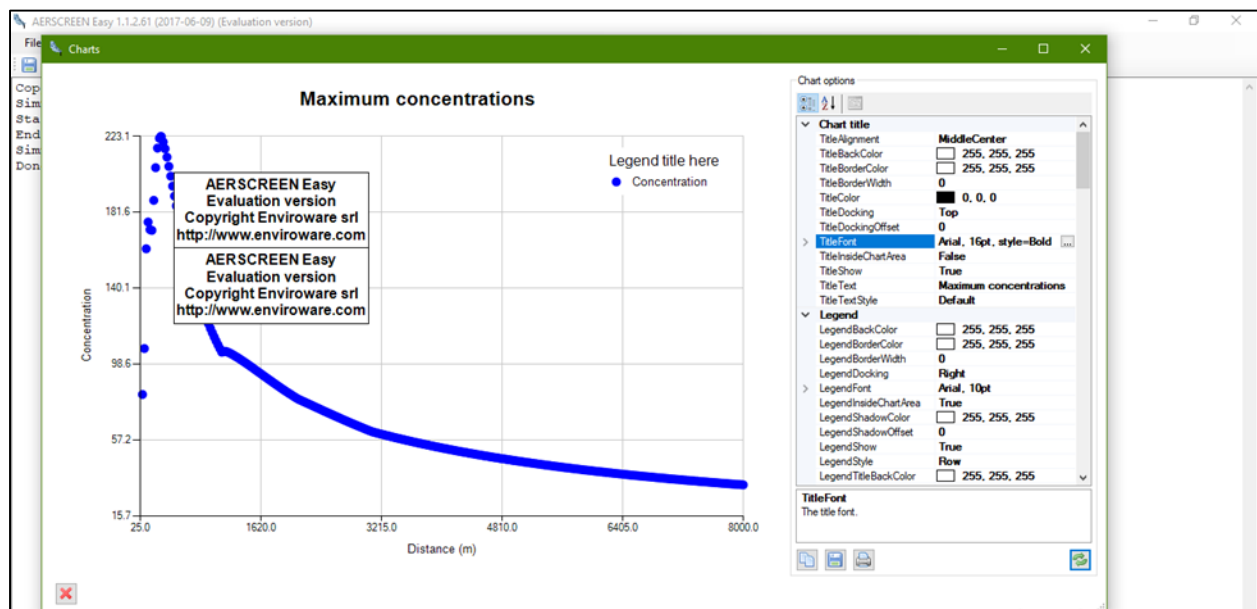 AERSCREEN Easy 1.1.2.61 (2017-06-09) (Evaluation version)
File
Charts
Cop
Sim
Sta
End
Sim
Don
Maximum concentrations
223.1
181.6
140.1
98.6
57.2
15.7
Concentration
25.0 1620.0 3215.0 4810.0 6405.0 8000.0
Distance (m)
Legend title here
Concentration
AERSCREEN Easy
Evaluation version
Copyright Enviroware srl
http://www.enviroware.com
AERSCREEN Easy
Evaluation version
Copyright Enviroware srl
http://www.enviroware.com
Chart options
Chart title
TitleAlignment MiddleCenter
TitleBackColor 255, 255, 255
TitleBorderColor 255, 255, 255
TitleBorderWidth 0
TitleColor 0, 0, 0
TitleDocking Top
TitleDockingOffset 0
TitleFont Arial, 16pt, style=Bold ...
TitleInsideChartArea False
TitleShow True
TitleText Maximum concentrations
TitleTextStyle Default
Legend
LegendBackColor 255, 255, 255
LegendBorderColor 255, 255, 255
LegendBorderWidth 0
LegendDocking Right
LegendFont Arial, 10pt
LegendInsideChartArea True
LegendShadowColor 255, 255, 255
LegendShadowOffset 0
LegendShow True
LegendStyle Row
LegendTitleBackColor 255, 255, 255
TitleFont
The title font.